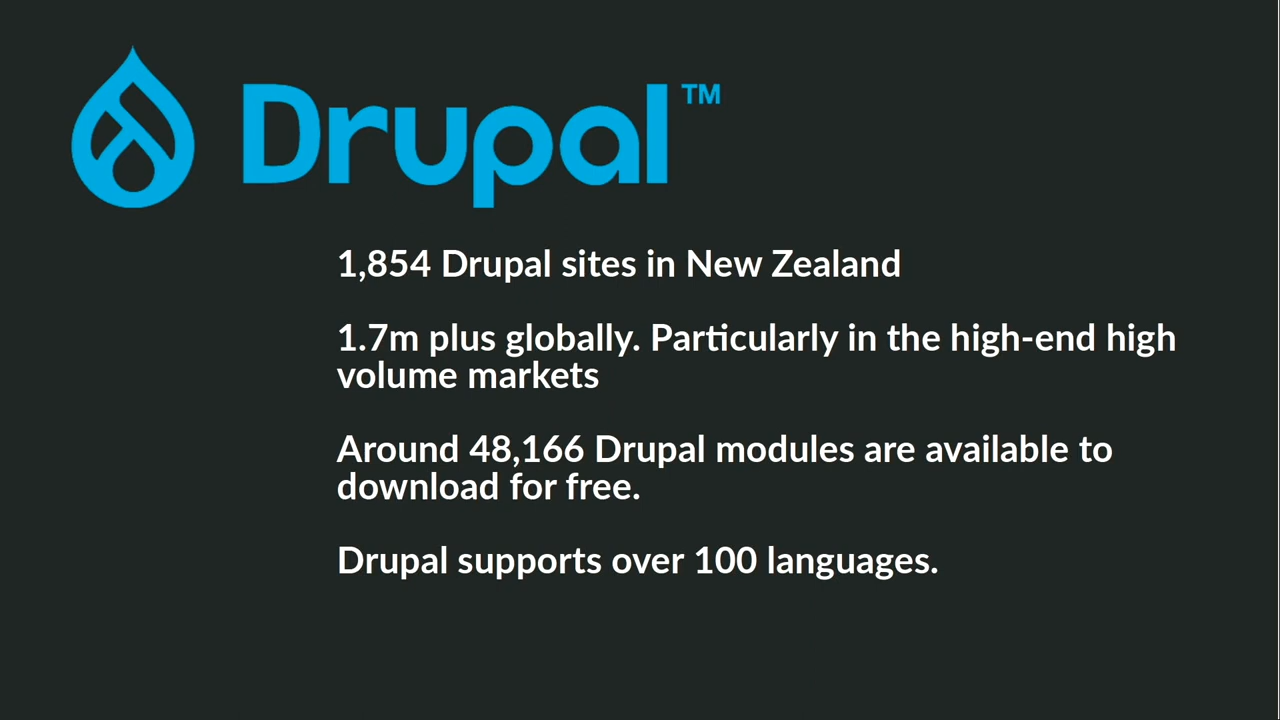 Drupal™
1,854 Drupal sites in New Zealand
1.7m plus globally. Particularly in the high-end high
volume markets
Around 48,166 Drupal modules are available to
download for free.
Drupal supports over 100 languages.